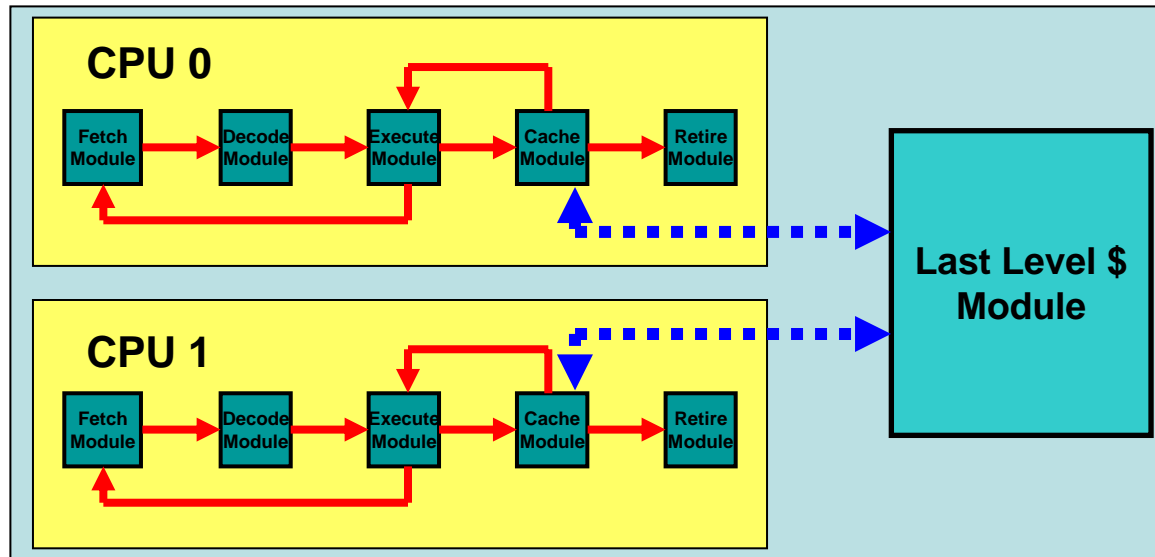 CPU 0
Fetch
Module
Decode
Module
Execute
Module
Cache
Module
Retire
Module
Last Level $
Module
CPU 1
Fetch
Module
Decode
Module
Execute
Module
Cache
Module
Retire
Module